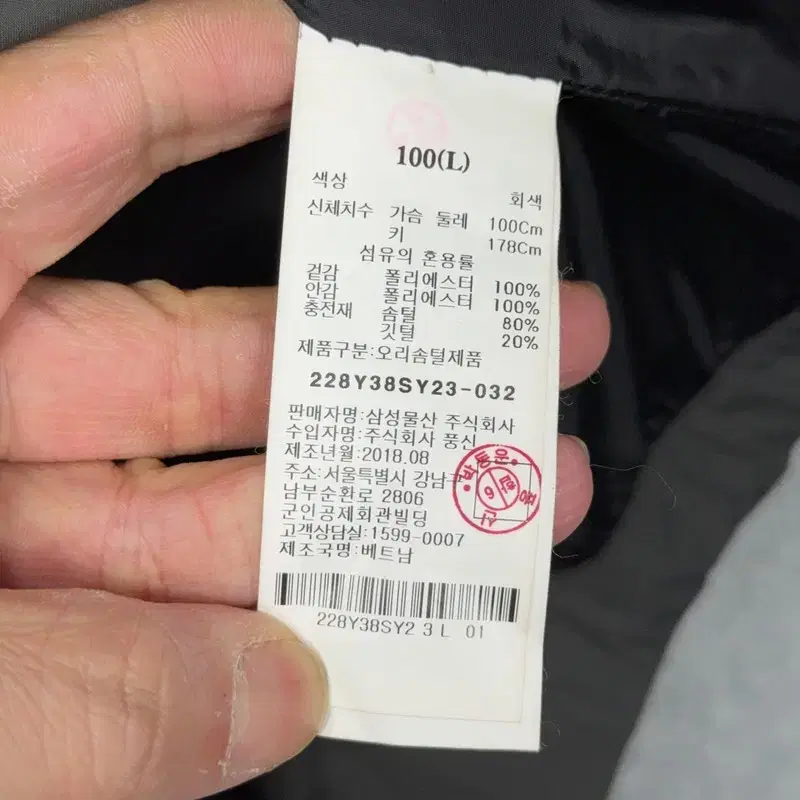 100(L)
색상 회색
신체치수 가슴 둘레 100Cm
키 178Cm
섬유의 혼용률
겉감 폴리에스터 100%
안감 폴리에스터 100%
충전재 솜털 80%
깃털 20%
제품구분:오리솜털제품
228Y38SY23-032
판매자명:삼성물산 주식회사
수입자명:주식회사 풍신
제조년월:2018.08
주소:서울특별시 강남구
남부순환로 2806
군인공제회관빌딩
고객상담실:1599-0007
제조국명:베트남
228Y38SY2 3 L 01